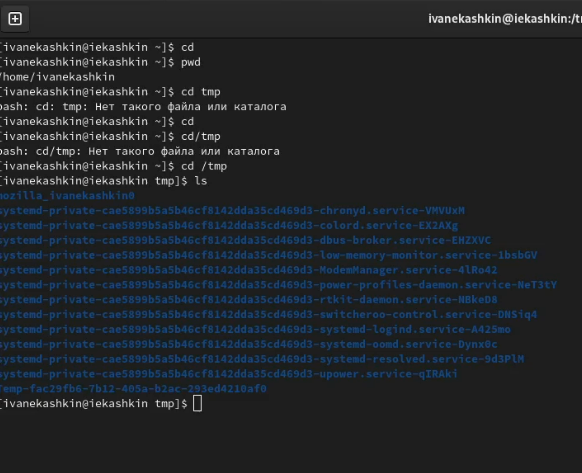 ivanekashkin@iekashkin:/t
[ivanekashkin@iekashkin ~]$ cd
[ivanekashkin@iekashkin ~]$ pwd
/home/ivanekashkin
[ivanekashkin@iekashkin ~]$ cd tmp
bash: cd: tmp: Нет такого файла или каталога
[ivanekashkin@iekashkin ~]$ cd
[ivanekashkin@iekashkin ~]$ cd/tmp
bash: cd/tmp: Нет такого файла или каталога
[ivanekashkin@iekashkin ~]$ cd /tmp
[ivanekashkin@iekashkin tmp]$ ls
mozilla_ivanekashkin0
systemd-private-cae5899b5a5b46cf8142dda35cd469d3-chronyd.service-VMVUxM
systemd-private-cae5899b5a5b46cf8142dda35cd469d3-colord.service-EX2AXg
systemd-private-cae5899b5a5b46cf8142dda35cd469d3-dbus-broker.service-EHZXVC
systemd-private-cae5899b5a5b46cf8142dda35cd469d3-low-memory-monitor.service-1bsbGV
systemd-private-cae5899b5a5b46cf8142dda35cd469d3-ModemManager.service-4lRo42
systemd-private-cae5899b5a5b46cf8142dda35cd469d3-power-profiles-daemon.service-NeT3tY
systemd-private-cae5899b5a5b46cf8142dda35cd469d3-rtkit-daemon.service-NBkeD8
systemd-private-cae5899b5a5b46cf8142dda35cd469d3-switcheroo-control.service-DNSiq4
systemd-private-cae5899b5a5b46cf8142dda35cd469d3-systemd-logind.service-A425mo
systemd-private-cae5899b5a5b46cf8142dda35cd469d3-systemd-oomd.service-Dynx0c
systemd-private-cae5899b5a5b46cf8142dda35cd469d3-systemd-resolved.service-9d3PlM
systemd-private-cae5899b5a5b46cf8142dda35cd469d3-upower.service-qIRAki
Temp-fac29fb6-7b12-405a-b2ac-293ed4210af0
[ivanekashkin@iekashkin tmp]$